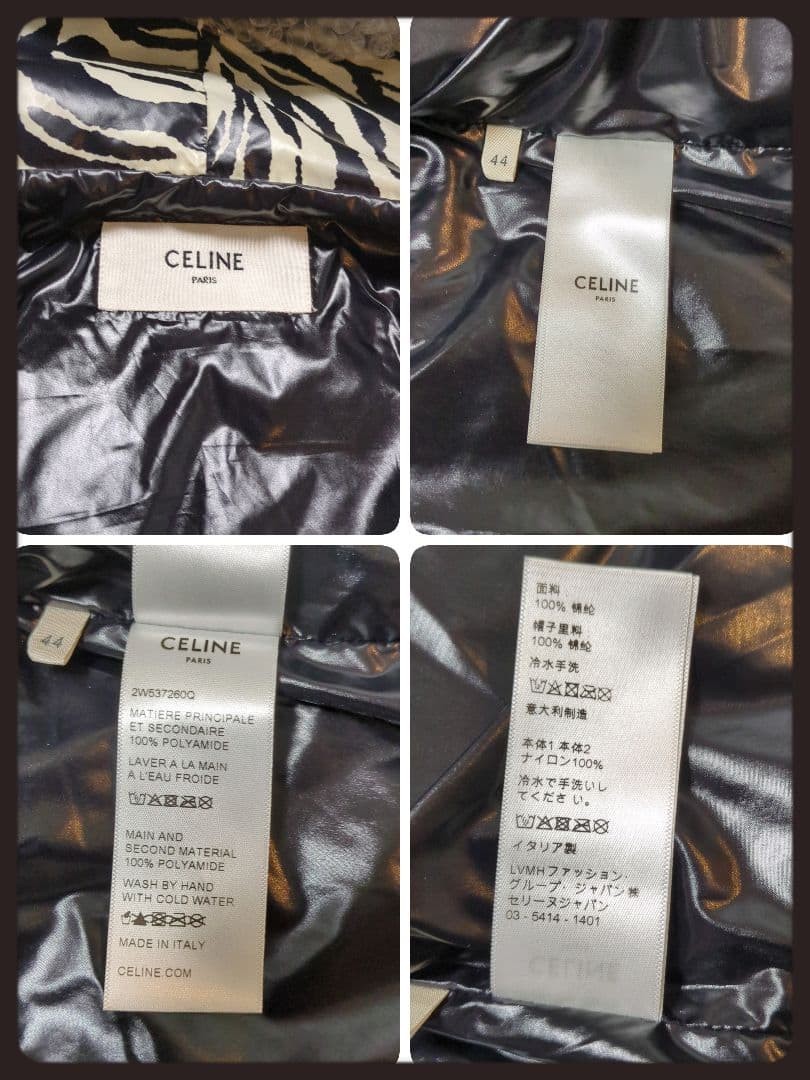 CELINE
PARIS
44
CELINE
PARIS
44
CELINE
PARIS
2W537260Q
MATIÈRE PRINCIPALE
ET SECONDAIRE
100% POLYAMIDE
LAVER A LA MAIN
A L'EAU FROIDE
MAIN AND
SECOND MATERIAL
100% POLYAMIDE
WASH BY HAND
WITH COLD WATER
MADE IN ITALY
CELINE.COM
面料
100% 锦纶
帽子里料
100% 锦纶
冷水手洗
意大利制造
本体1 本体2
ナイロン100%
冷水で手洗いし
てくださ い。
イタリア製
LVMHファッション・
グループ・ジャパン㈱
セリーヌジャパン
03 - 5414 - 1401